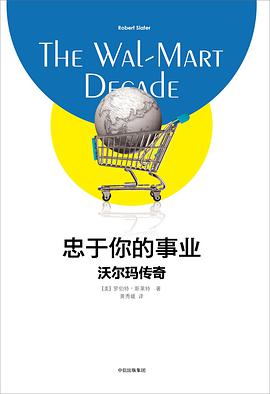 Robert Slater
THE WAL-MART
DECADE
忠于你的事业
沃尔玛传奇
[美] 罗伯特·斯莱特 著
黄秀媛 译
中信出版集团